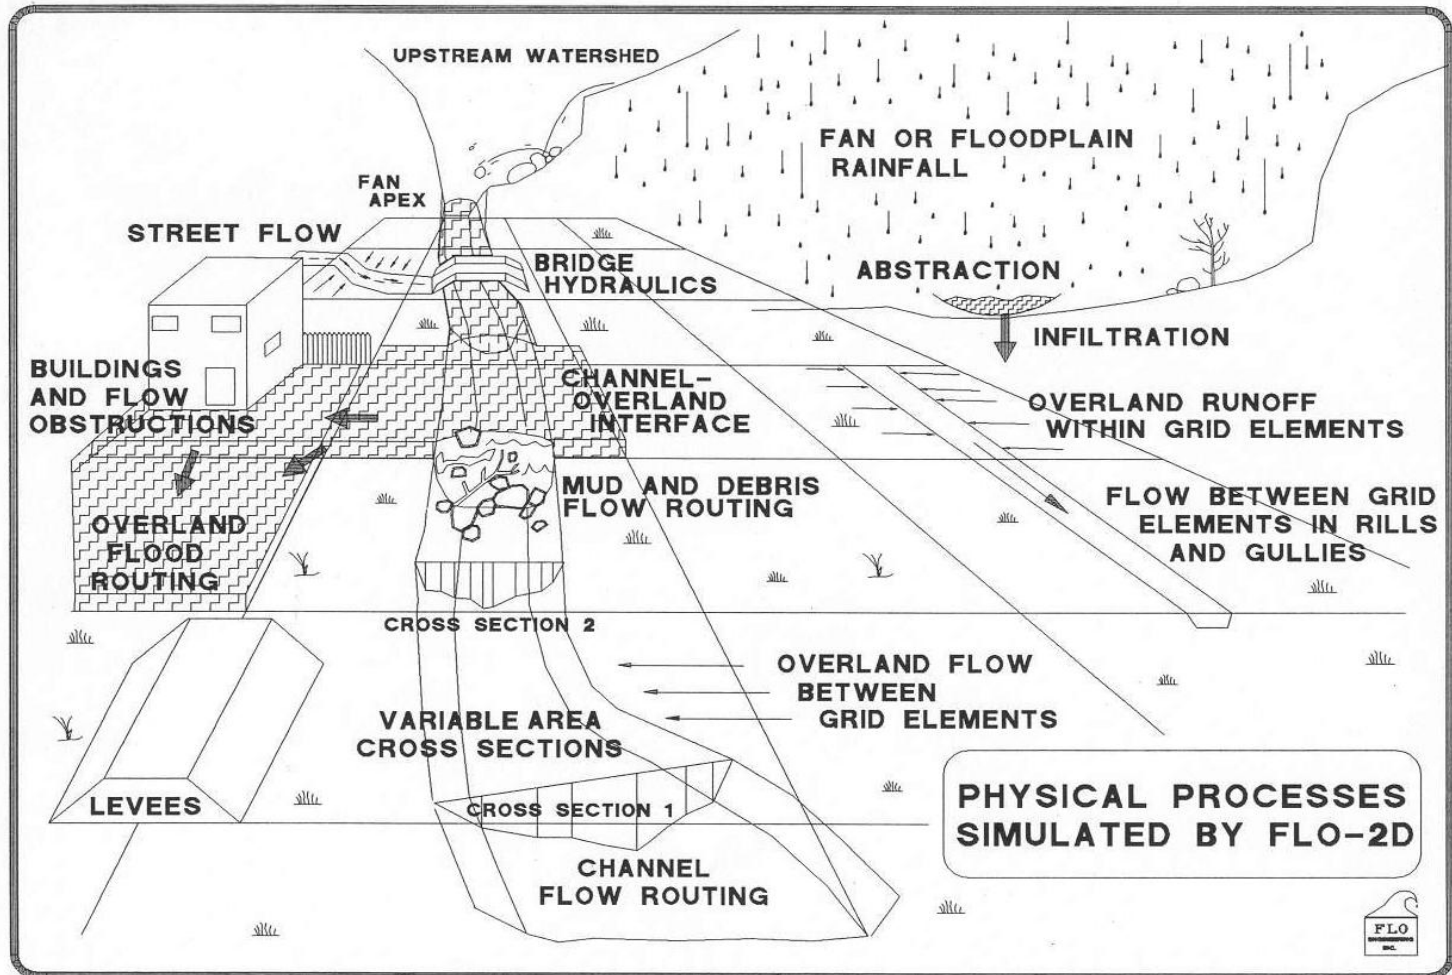 UPSTREAM WATERSHED
FAN OR FLOODPLAIN
RAINFALL
FAN
APEX
STREET FLOW
BRIDGE
HYDRAULICS
ABSTRACTION
INFILTRATION
BUILDINGS
AND FLOW
OBSTRUCTIONS
CHANNEL-
OVERLAND
INTERFACE
OVERLAND RUNOFF
WITHIN GRID ELEMENTS
MUD AND DEBRIS
FLOW ROUTING
FLOW BETWEEN GRID
ELEMENTS IN RILLS
AND GULLIES
OVERLAND
FLOOD
ROUTING
CROSS SECTION 2
OVERLAND FLOW
BETWEEN
GRID ELEMENTS
VARIABLE AREA
CROSS SECTIONS
LEVEES
CROSS SECTION 1
PHYSICAL PROCESSES
SIMULATED BY FLO-2D
CHANNEL
FLOW ROUTING
FLO
ENGINEERING
INC.